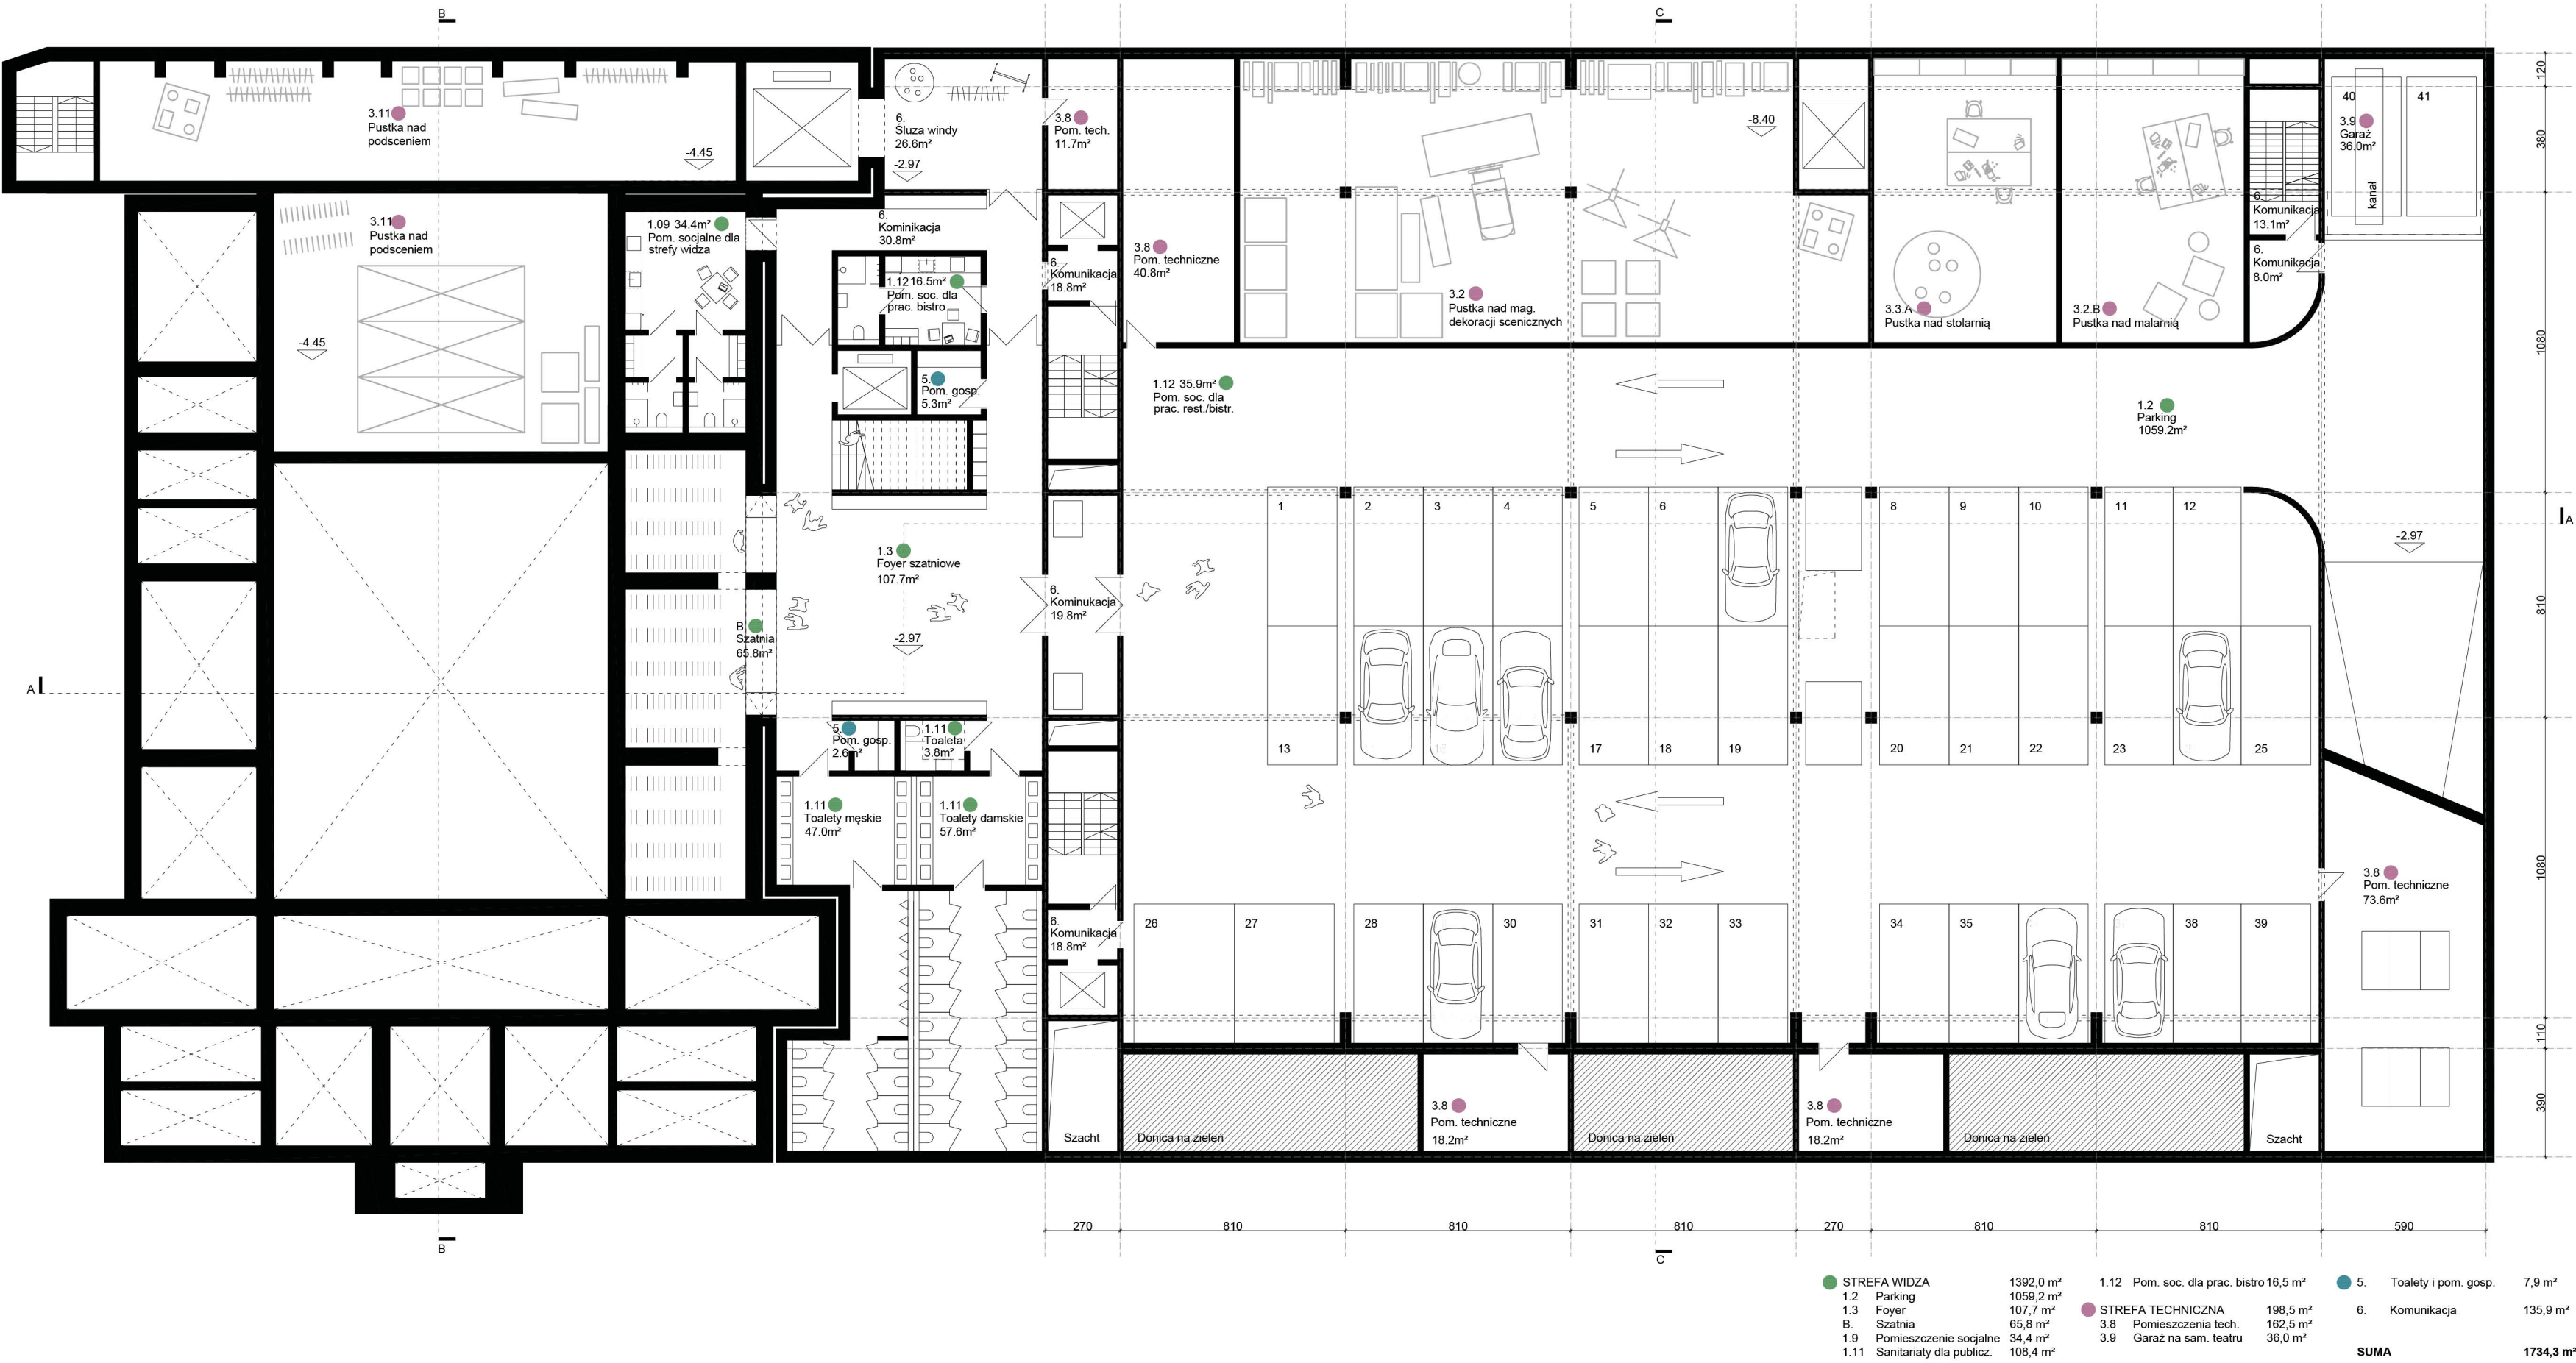 B
C
120
380
1080
810
1080
110
390
3.11
Pustka nad
podsceniem
-4.45
6.
Śluza windy
26.6m²
-2.97
3.8
Pom. tech.
11.7m²
-8.40
40
41
3.9
Garaż
36.0m²
kanał
3.11
Pustka nad
podsceniem
-4.45
1.09 34.4m²
Pom. socjalne dla
strefy widza
6.
Kominikacja
30.8m²
1.12 16.5m²
Pom. soc. dla
prac. bistro
6.
Komunikacja
18.8m²
3.8
Pom. techniczne
40.8m²
3.2
Pustka nad mag.
dekoracji scenicznych
3.3.A
Pustka nad stolarnią
3.2.B
Pustka nad malarnią
6.
Komunikacja
13.1m²
6.
Komunikacja
8.0m²
5.
Pom. gosp.
5.3m²
1.12 35.9m²
Pom. soc. dla
prac. rest./bistr.
1.2
Parking
1059.2m²
1
2
3
4
5
6
8
9
10
11
12
A
-2.97
1.3
Foyer szatniowe
107.7m²
-2.97
6.
Kominukacja
19.8m²
B.
Szatnia
65.8m²
A
5.
Pom. gosp.
2.6m²
1.11
Toaleta
3.8m²
13
17
18
19
20
21
22
23
25
1.11
Toalety męskie
47.0m²
1.11
Toalety damskie
57.6m²
3.8
Pom. techniczne
73.6m²
6.
Komunikacja
18.8m²
26
27
28
30
31
32
33
34
35
38
39
Szacht
Donica na zieleń
3.8
Pom. techniczne
18.2m²
Donica na zieleń
3.8
Pom. techniczne
18.2m²
Donica na zieleń
Szacht
270
810
810
810
270
810
810
590
B
C
STREFA WIDZA 1392,0 m²
1.2 Parking 1059,2 m²
1.3 Foyer 107,7 m²
B. Szatnia 65,8 m²
1.9 Pomieszczenie socjalne 34,4 m²
1.11 Sanitariaty dla publicz. 108,4 m²
1.12 Pom. soc. dla prac. bistro 16,5 m²
STREFA TECHNICZNA 198,5 m²
3.8 Pomieszczenia tech. 162,5 m²
3.9 Garaż na sam. teatru 36,0 m²
5. Toalety i pom. gosp. 7,9 m²
6. Komunikacja 135,9 m²
SUMA 1734,3 m²